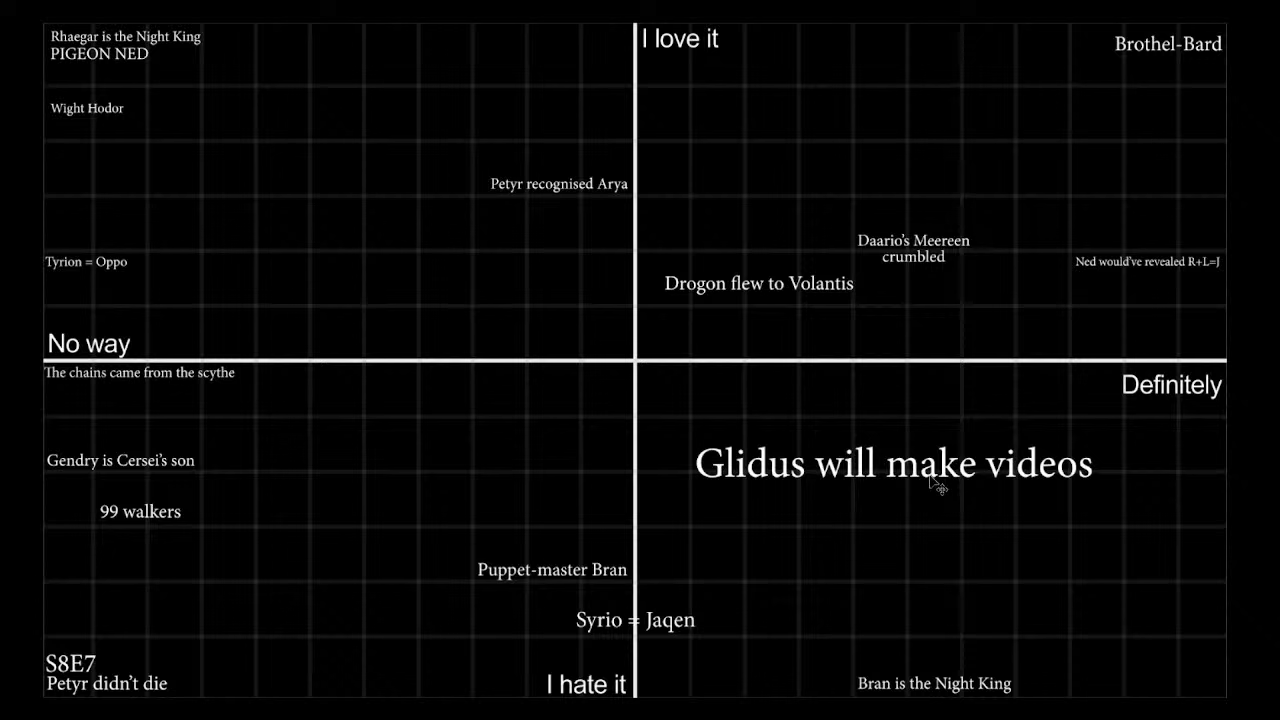 Rhaegar is the Night King
PIGEON NED
I love it
Brothel-Bard
Wight Hodor
Petyr recognised Arya
Daario's Meereen
crumbled
Tyrion = Oppo
Ned would've revealed R+L=J
Drogon flew to Volantis
No way
The chains came from the scythe
Definitely
Gendry is Cersei's son
Glidus will make videos
99 walkers
Puppet-master Bran
Syrio = Jaqen
S8E7
Petyr didn't die
I hate it
Bran is the Night King